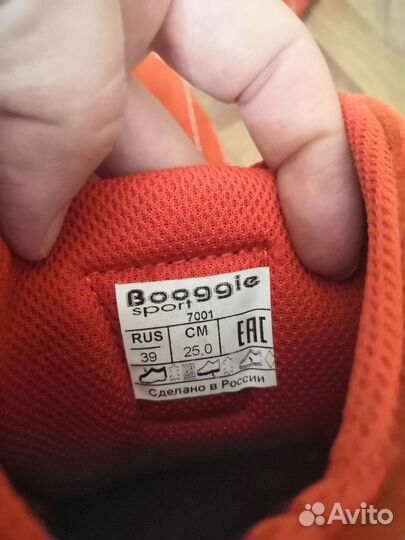 Booggie
sport
7001
RUS CM EAC
39 25,0
Сделано в России
Avito